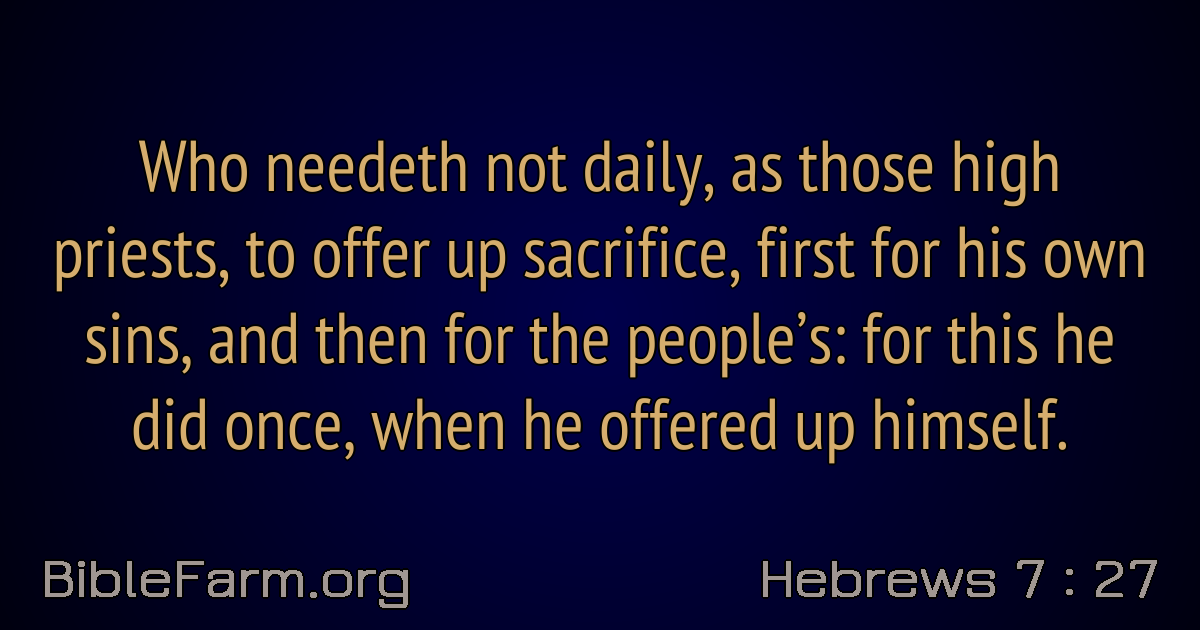 Who needeth not daily, as those high
priests, to offer up sacrifice, first for his own
sins, and then for the people’s: for this he
did once, when he offered up himself.
BibleFarm.org
Hebrews 7 : 27